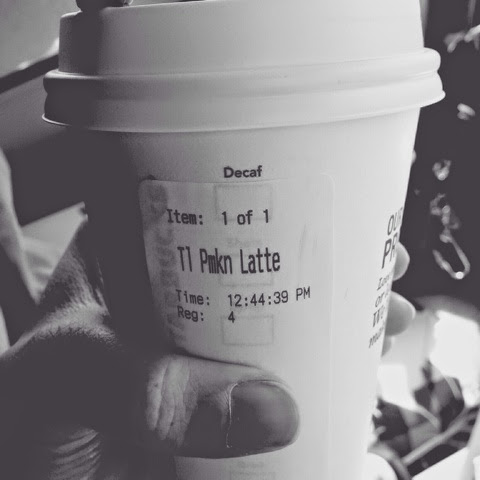 Decaf
Item: 1 of 1
Tl Pmkn Latte
Time: 12:44:39 PM
Reg: 4